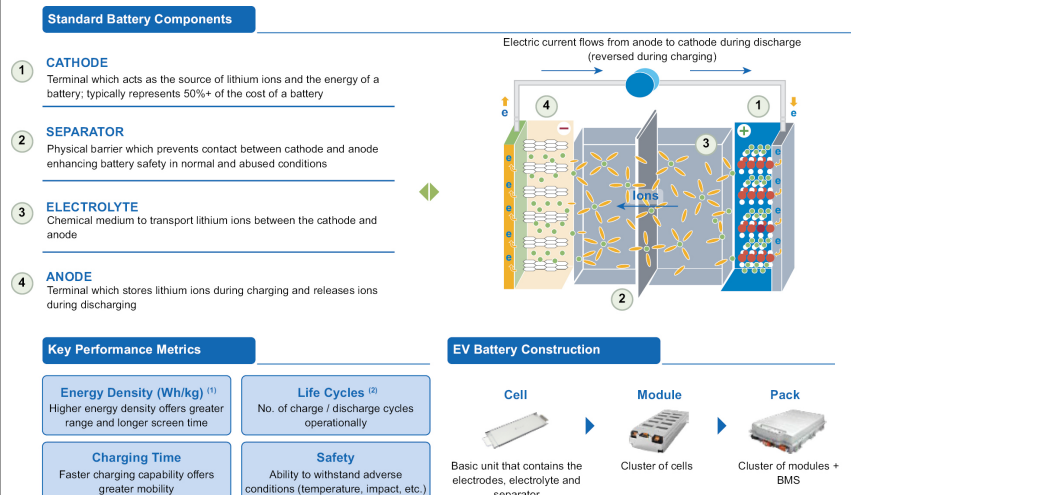 Standard Battery Components
1
CATHODE
Terminal which acts as the source of lithium ions and the energy of a
battery; typically represents 50%+ of the cost of a battery
2
SEPARATOR
Physical barrier which prevents contact between cathode and anode
enhancing battery safety in normal and abused conditions
3
ELECTROLYTE
Chemical medium to transport lithium ions between the cathode and
anode
4
ANODE
Terminal which stores lithium ions during charging and releases ions
during discharging
Electric current flows from anode to cathode during discharge
(reversed during charging)
e
4
1
e
−
+
3
e
e
e
e
e
e
e
e
e
e
Ions
2
Key Performance Metrics
Energy Density (Wh/kg) (1)
Higher energy density offers greater
range and longer screen time
Life Cycles (2)
No. of charge / discharge cycles
operationally
Charging Time
Faster charging capability offers
greater mobility
Safety
Ability to withstand adverse
conditions (temperature, impact, etc.)
EV Battery Construction
Cell
Basic unit that contains the
electrodes, electrolyte and
separator
Module
Cluster of cells
Pack
Cluster of modules +
BMS